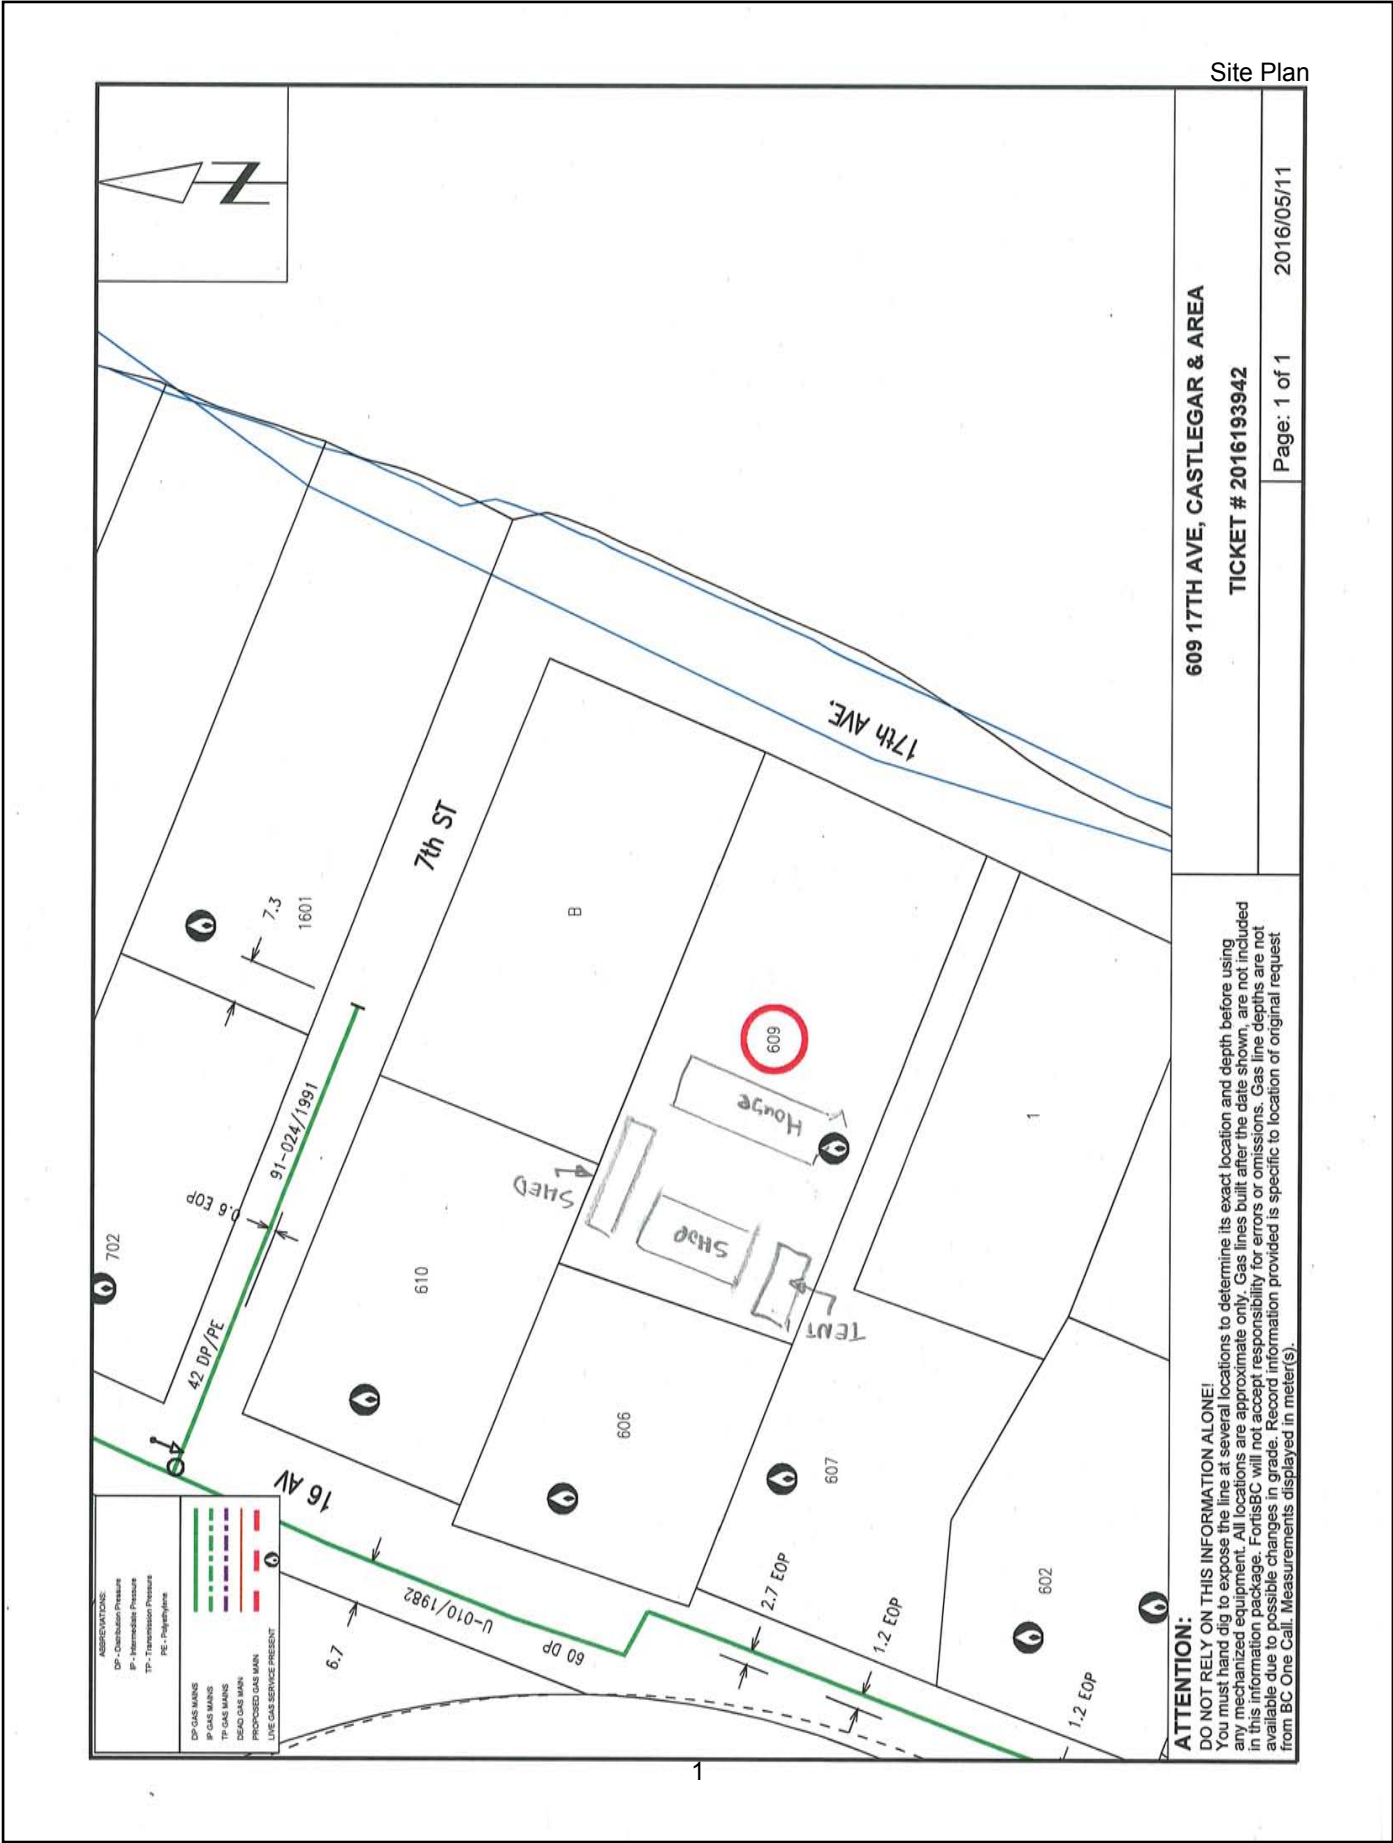 Site Plan
N
ABBREVIATIONS:
DP - Distribution Pressure
IP - Intermediate Pressure
TP - Transmission Pressure
PE - Polyethylene
DP GAS MAINS
IP GAS MAINS
TP GAS MAINS
DEAD GAS MAIN
PROPOSED GAS MAIN
LIVE GAS SERVICE PRESENT
702
0.6 EOP
42 DP/PE
91-024/1991
7.3
1601
7th ST
16 AV
610
B
6.7
U-010/1982
60 DP
606
SHED
SHOP
House
TENT
609
17th AVE.
607
2.7 EOP
1.2 EOP
602
1
1.2 EOP
ATTENTION:
DO NOT RELY ON THIS INFORMATION ALONE!
You must hand dig to expose the line at several locations to determine its exact location and depth before using
any mechanized equipment. All locations are approximate only. Gas lines built after the date shown, are not included
in this information package. FortisBC will not accept responsibility for errors or omissions. Gas line depths are not
available due to possible changes in grade. Record information provided is specific to location of original request
from BC One Call. Measurements displayed in meter(s).
609 17TH AVE, CASTLEGAR & AREA
TICKET # 2016193942
Page: 1 of 1
2016/05/11
1